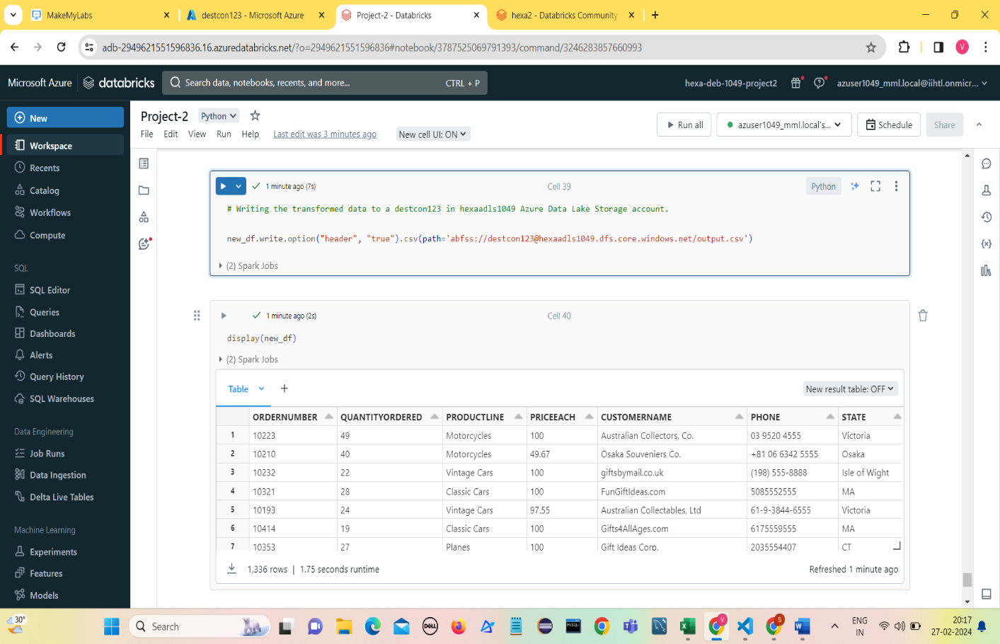 MakeMyLabs
destcon123 - Microsoft Azure
Project-2 - Databricks
hexa2 - Databricks Community
adb-2949621551596836.16.azuredatabricks.net/?o=2949621551596836#notebook/3787525069791393/command/3246283857660993
V
Microsoft Azure
databricks
Search data, notebooks, recents, and more...
CTRL + P
hexa-deb-1049-project2
azuser1049_mml.local@iihtl.onmicr...
New
Workspace
Recents
Catalog
Workflows
Compute
SQL
SQL Editor
Queries
Dashboards
Alerts
Query History
SQL Warehouses
Data Engineering
Job Runs
Data Ingestion
Delta Live Tables
Machine Learning
Experiments
Features
Models
Project-2
Python
File Edit View Run Help Last edit was 3 minutes ago New cell UI: ON
Run all
azuser1049_mml.local's...
Schedule
Share
1 minute ago (7s)
Cell 39
Python
# Writing the transformed data to a destcon123 in hexaadls1049 Azure Data Lake Storage account.
new_df.write.option("header", "true").csv(path='abfss://destcon123@hexaadls1049.dfs.core.windows.net/output.csv')
(2) Spark Jobs
1 minute ago (2s)
Cell 40
display(new_df)
(2) Spark Jobs
Table
New result table: OFF
ORDERNUMBER QUANTITYORDERED PRODUCTLINE PRICEEACH CUSTOMERNAME PHONE STATE
1 10223 49 Motorcycles 100 Australian Collectors, Co. 03 9520 4555 Victoria
2 10210 40 Motorcycles 49.67 Osaka Souveniers Co. +81 06 6342 5555 Osaka
3 10232 22 Vintage Cars 100 giftsbymail.co.uk (198) 555-8888 Isle of Wight
4 10321 28 Classic Cars 100 FunGiftIdeas.com 5085552555 MA
5 10193 24 Vintage Cars 97.55 Australian Collectables, Ltd 61-9-3844-6555 Victoria
6 10414 19 Classic Cars 100 Gifts4AllAges.com 6175559555 MA
7 10353 27 Planes 100 Gift Ideas Corp. 2035554407 CT
1,336 rows | 1.75 seconds runtime
Refreshed 1 minute ago
30°
Search
DELL
MySQL
V
S
ENG
IN
20:17
27-02-2024